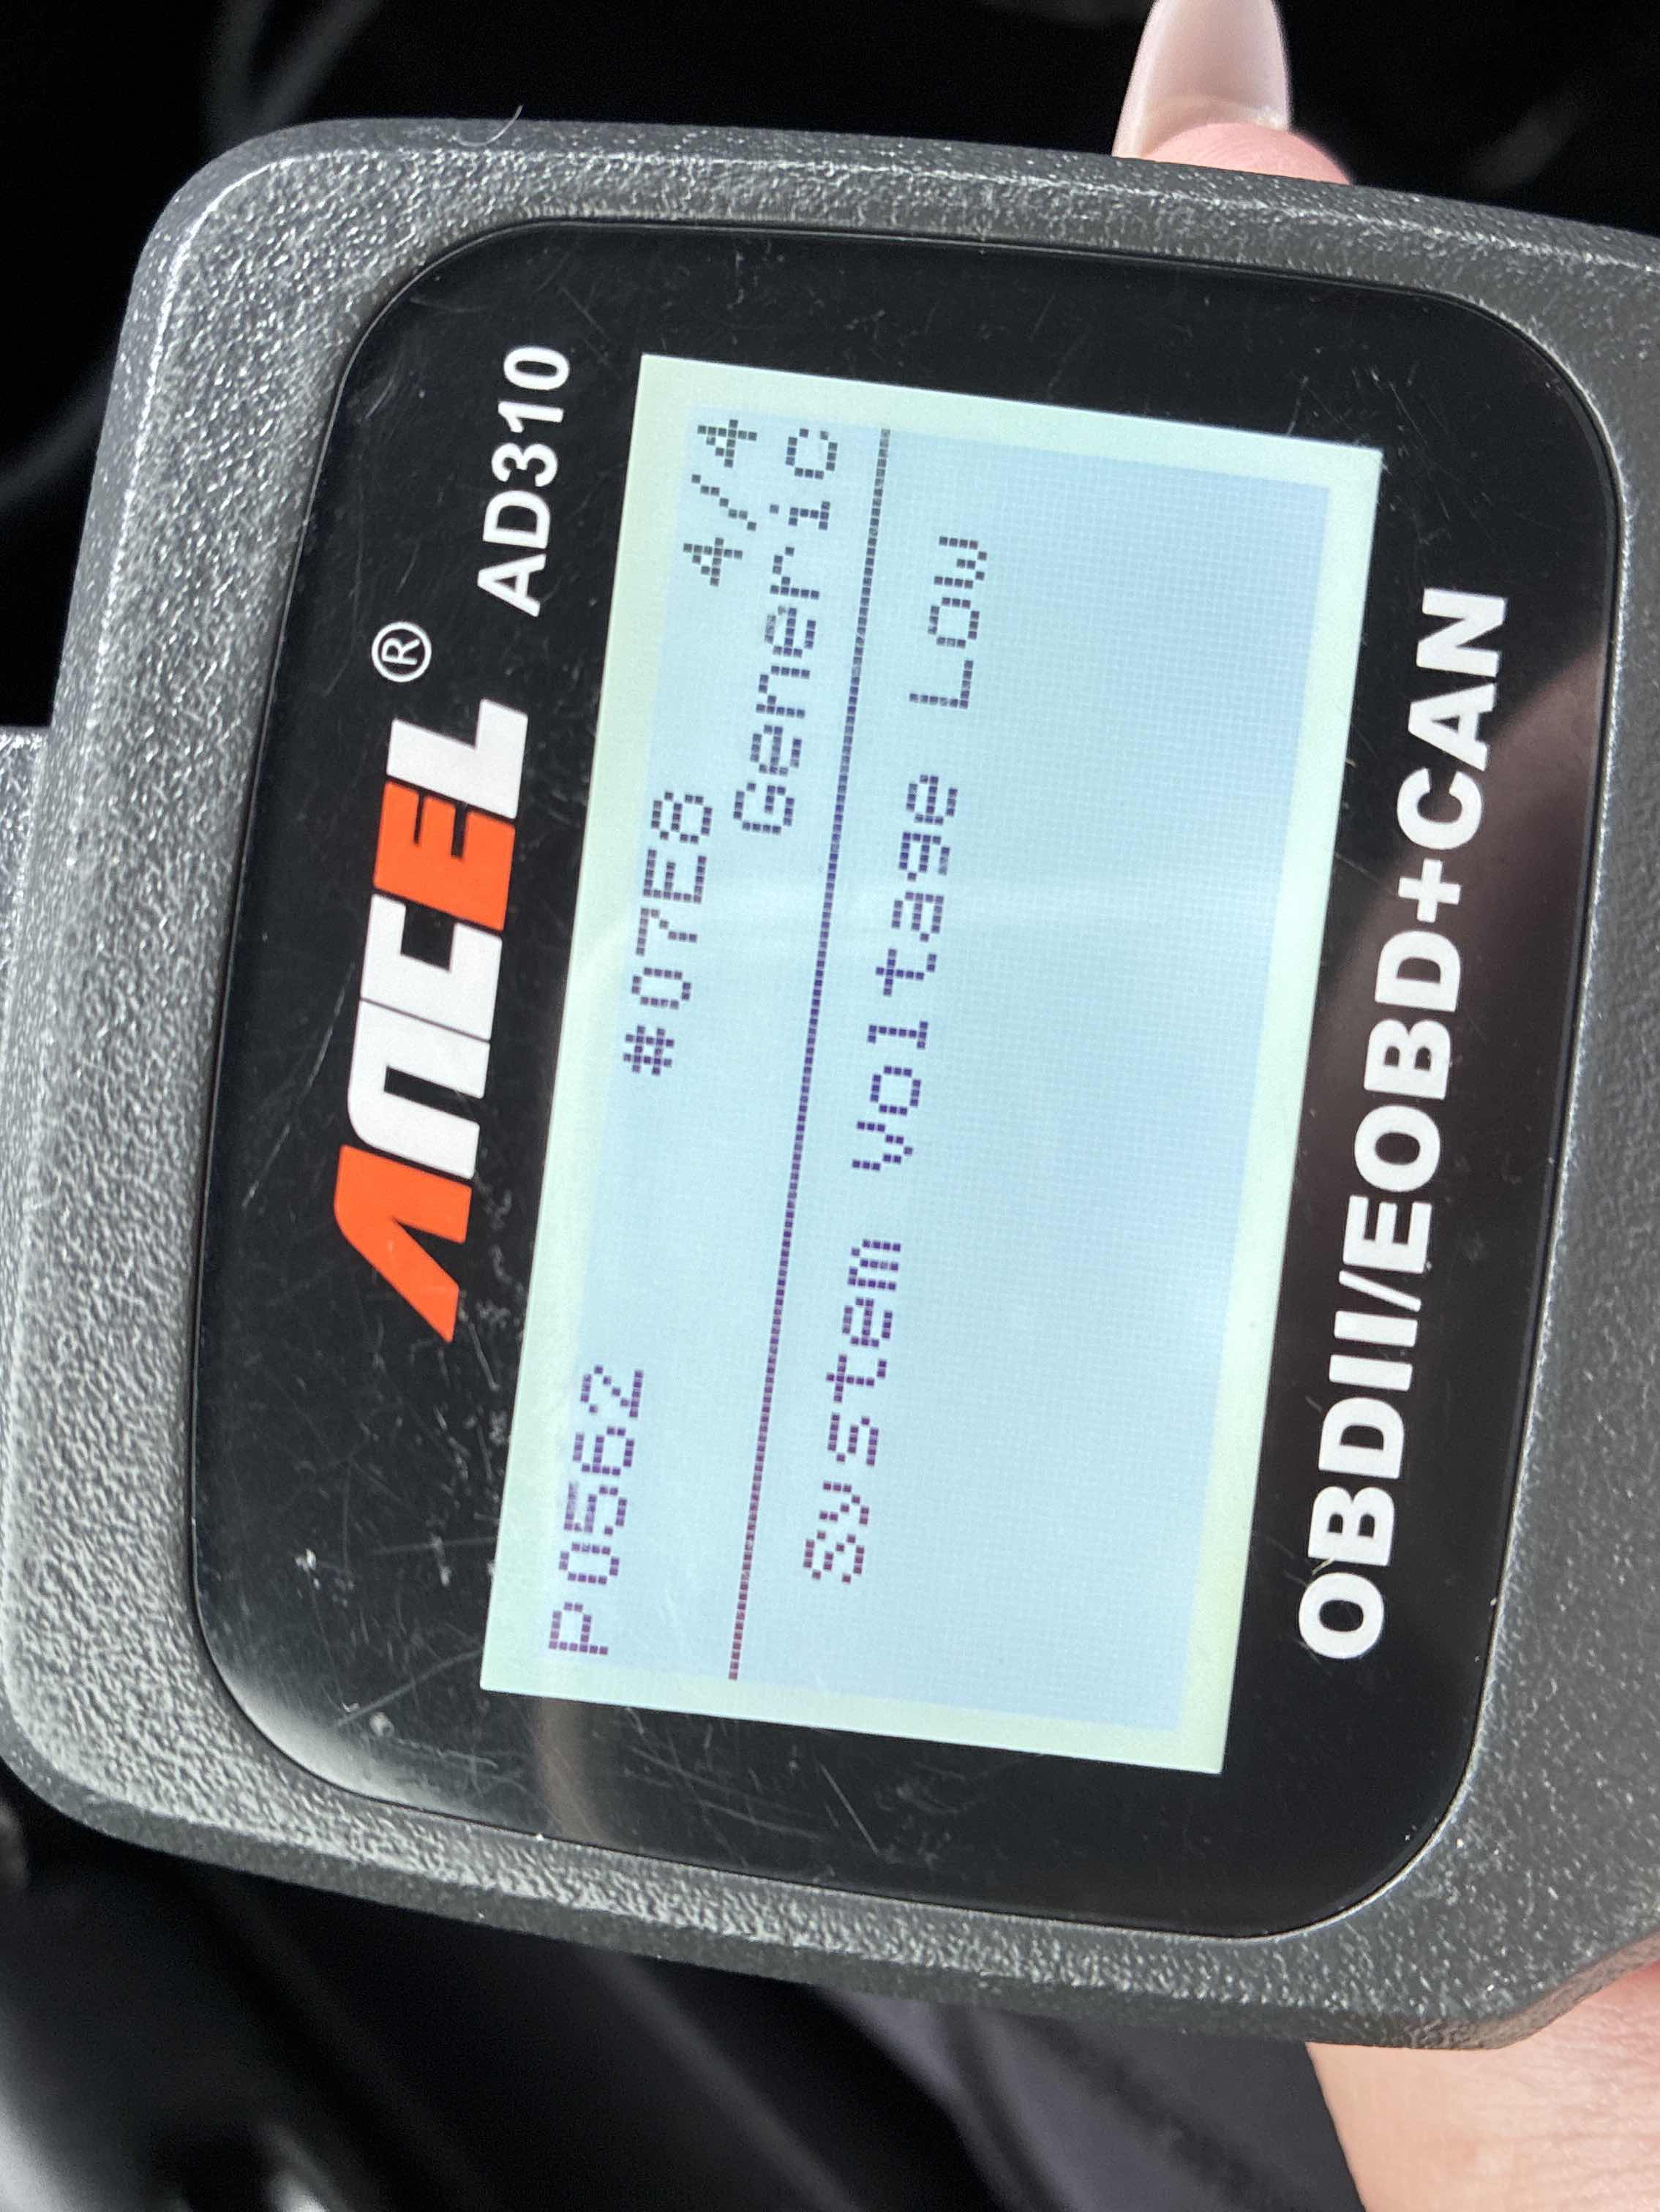 ANCEL® AD310
P0562 #07E8 4/4
Generic
System Voltage Low
OBDII/EOBD+CAN